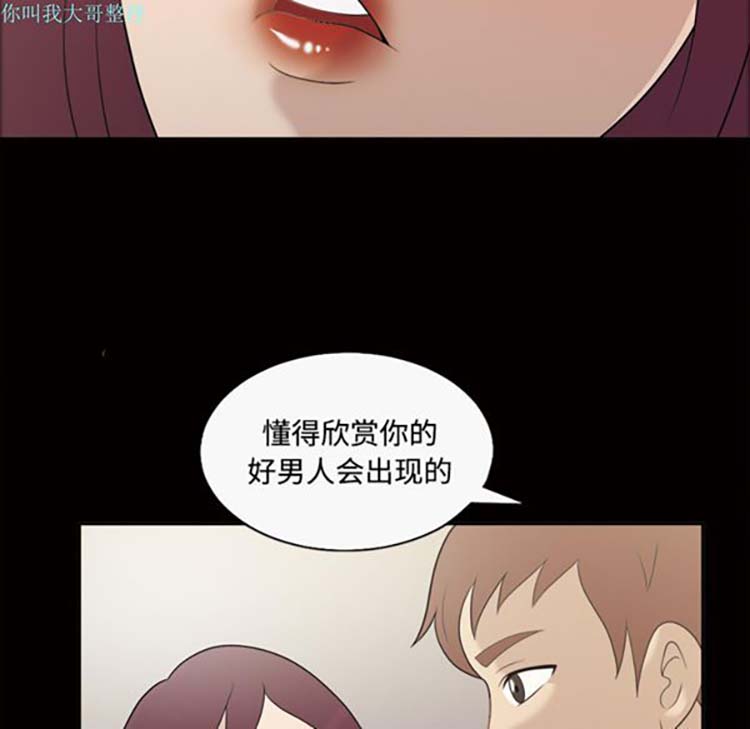 你叫我大哥整理
懂得欣赏你的
好男人会出现的